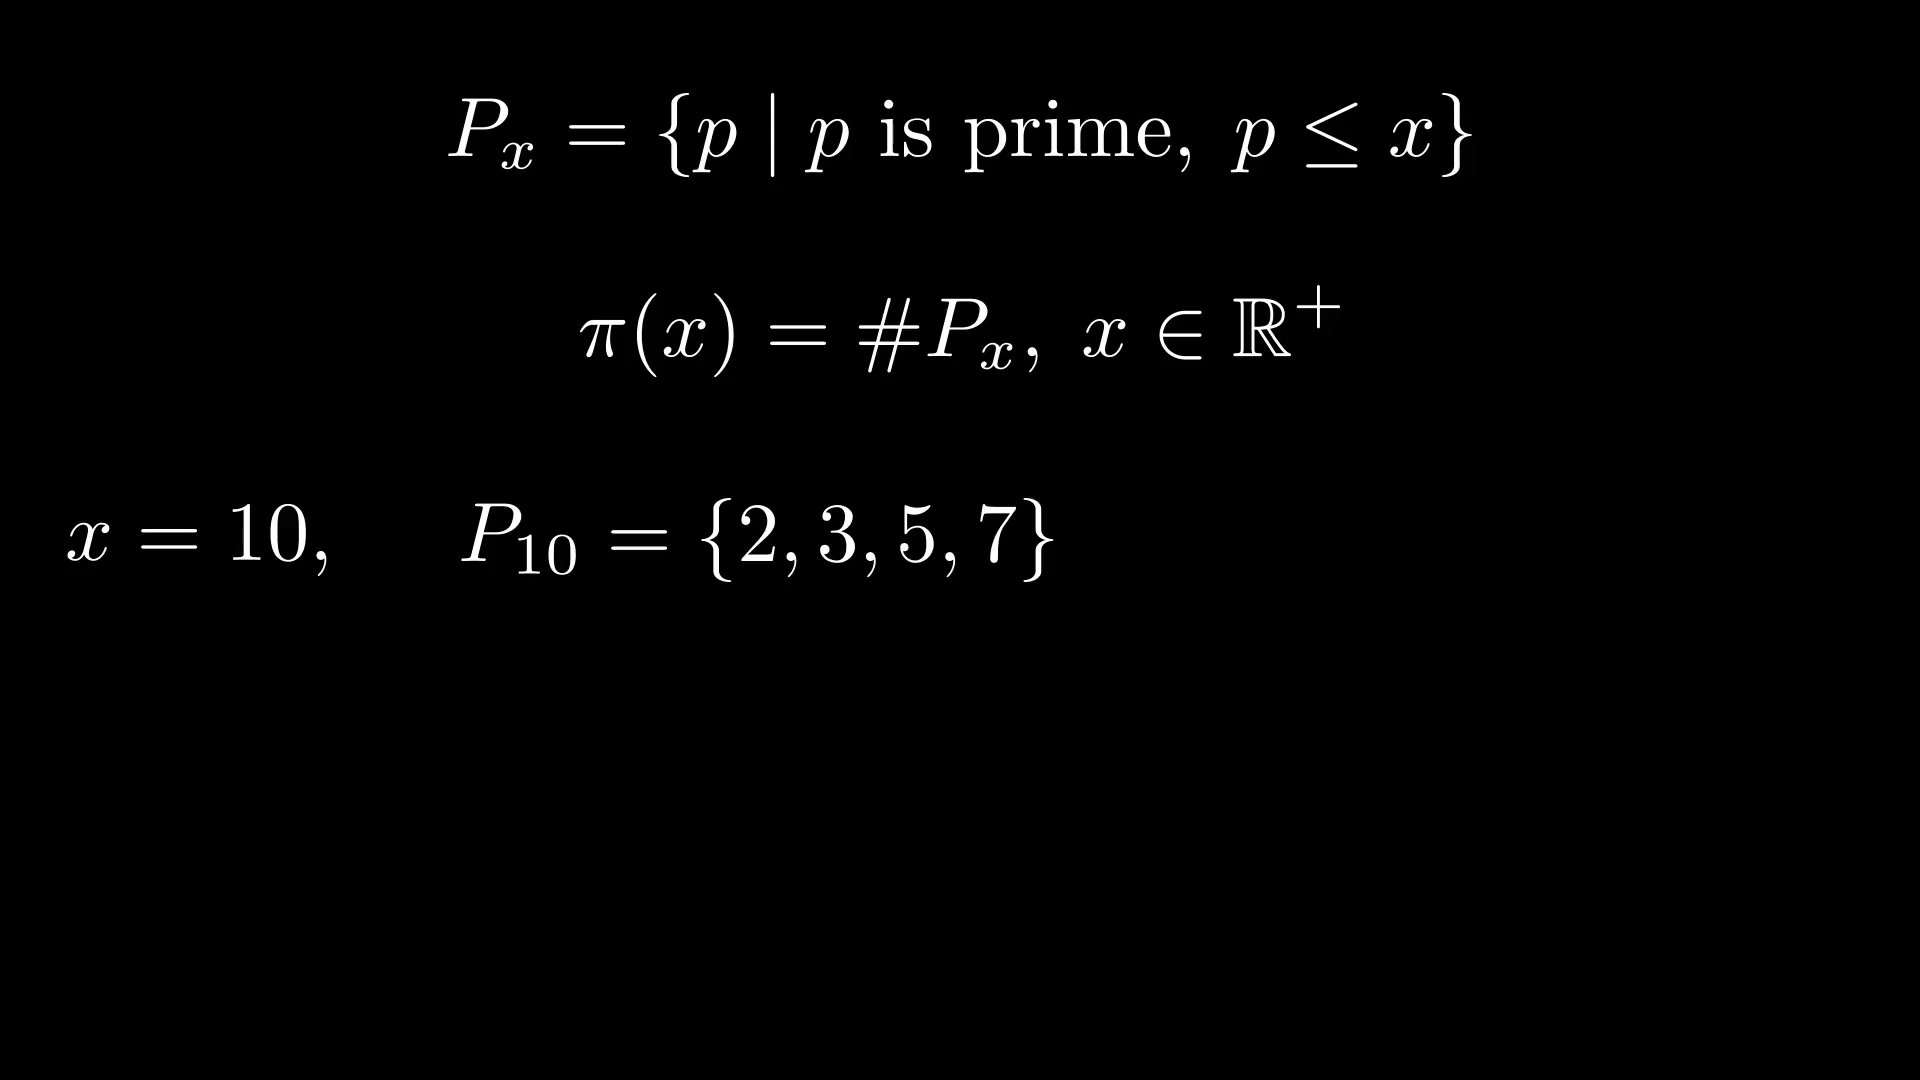 P_x = {p | p is prime, p ≤ x}
π(x) = #P_x, x ∈ ℝ⁺
x = 10, P_10 = {2, 3, 5, 7}